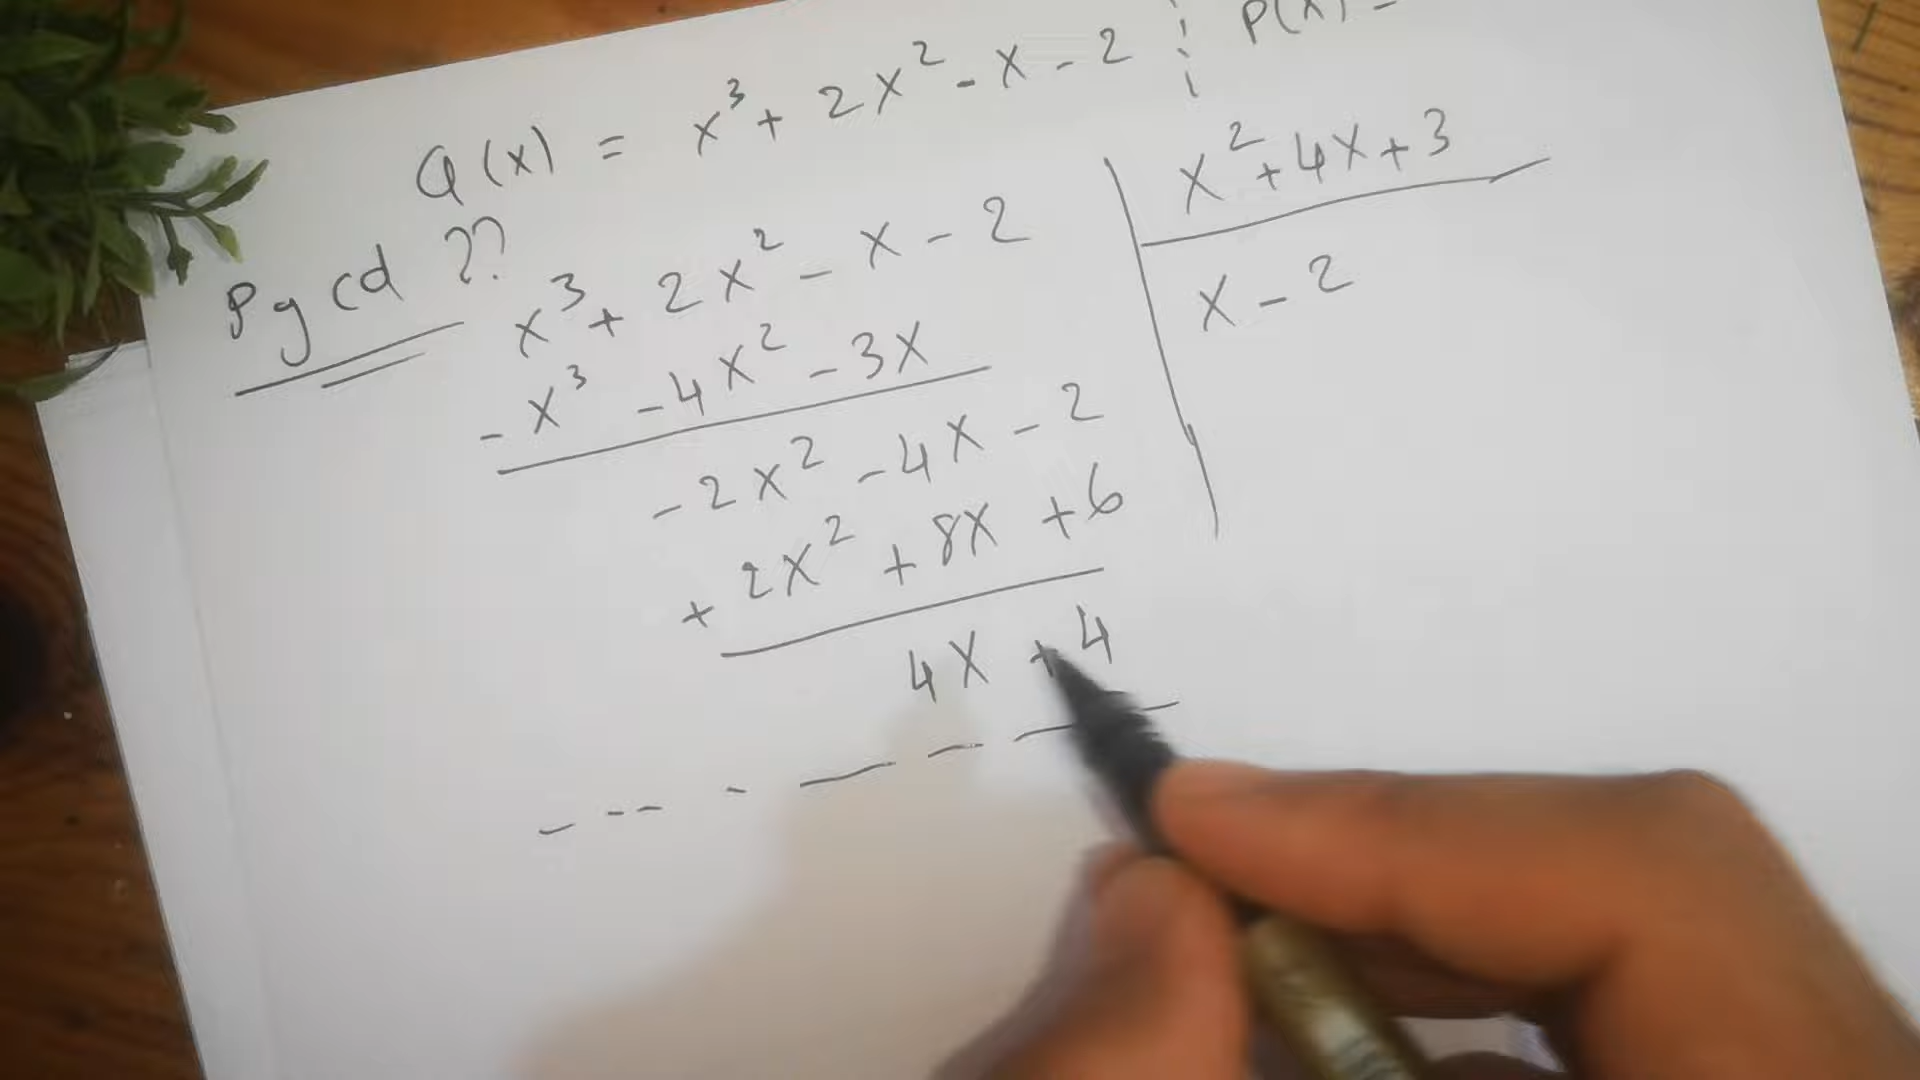 Q(x) = x³ + 2x² - x - 2 P(x) =
x² + 4x + 3
Pgcd ??
x³ + 2x² - x - 2
x - 2
- x³ - 4x² - 3x
- 2x² - 4x - 2
+ 2x² + 8x + 6
4x + 4